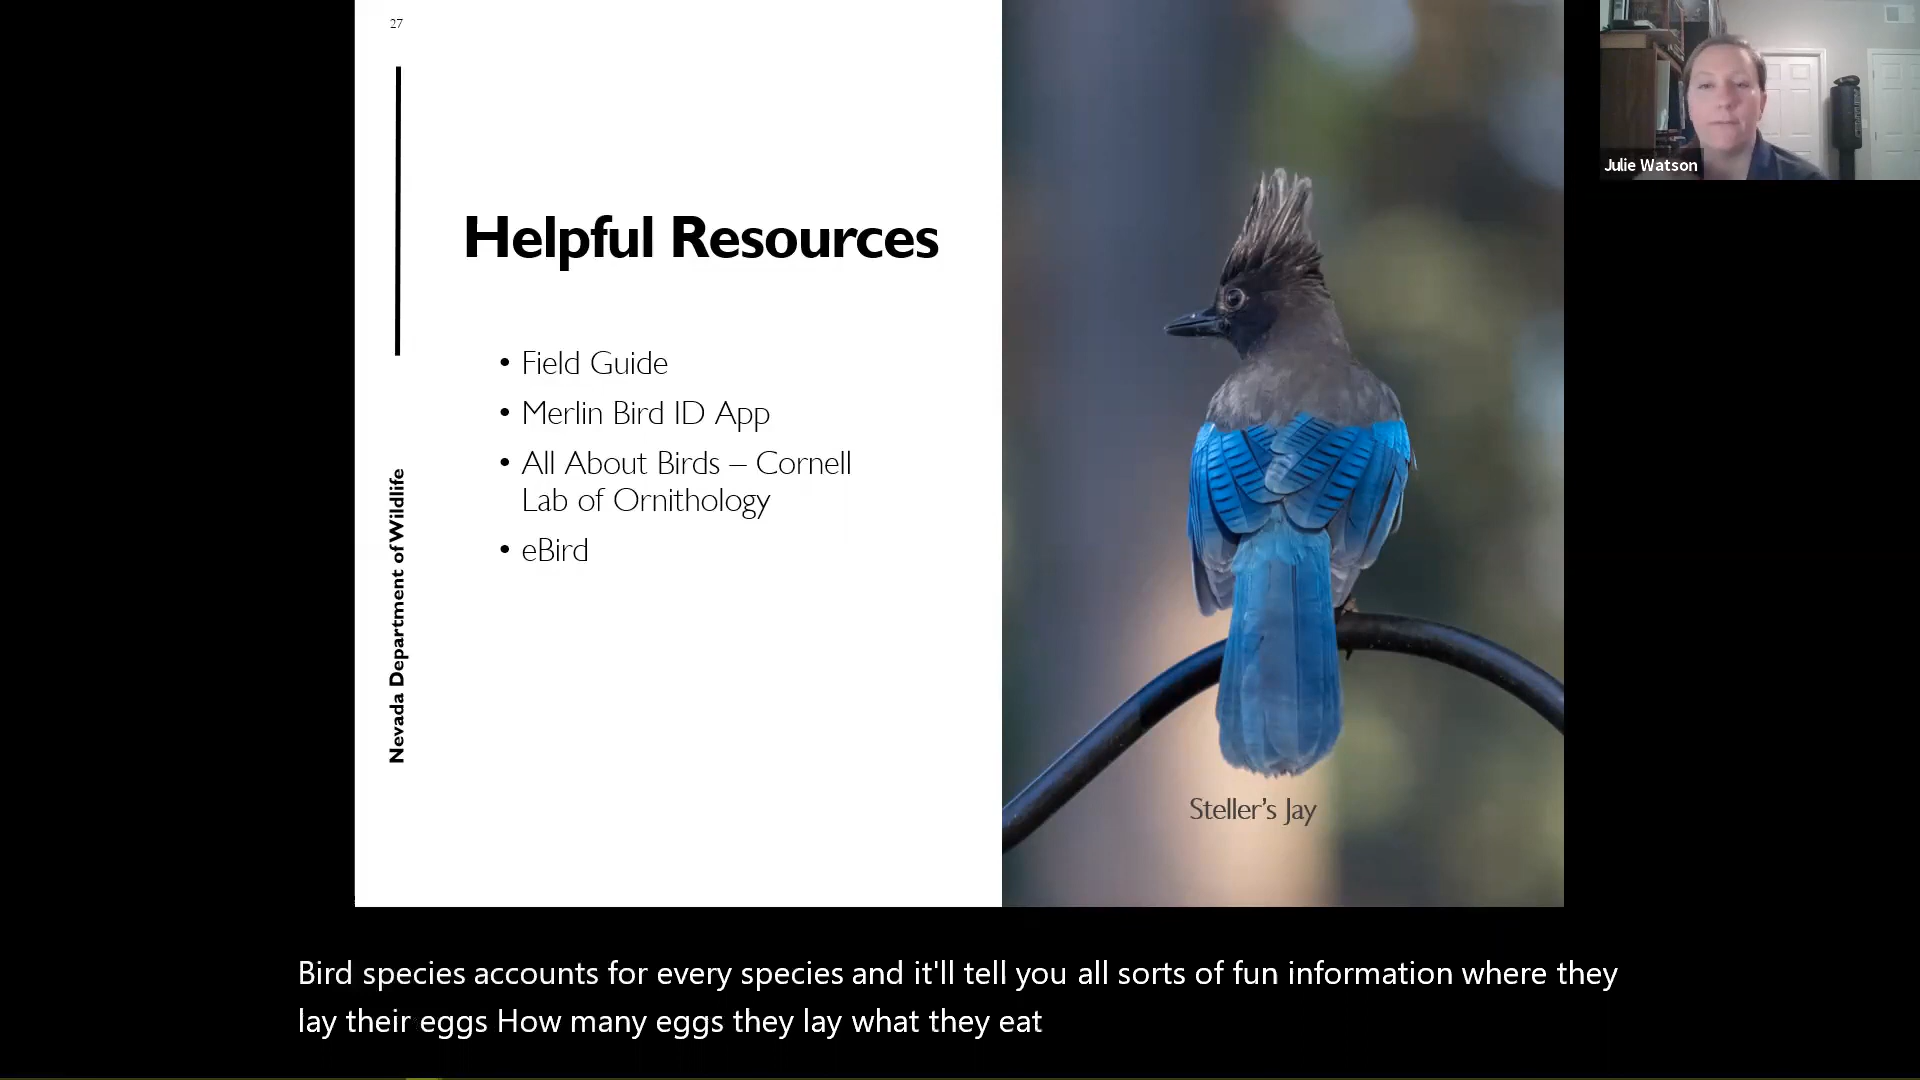 27
Helpful Resources
• Field Guide
• Merlin Bird ID App
• All About Birds – Cornell
Lab of Ornithology
• eBird
Nevada Department of Wildlife
Steller's Jay
Julie Watson
Bird species accounts for every species and it'll tell you all sorts of fun information where they
lay their eggs How many eggs they lay what they eat